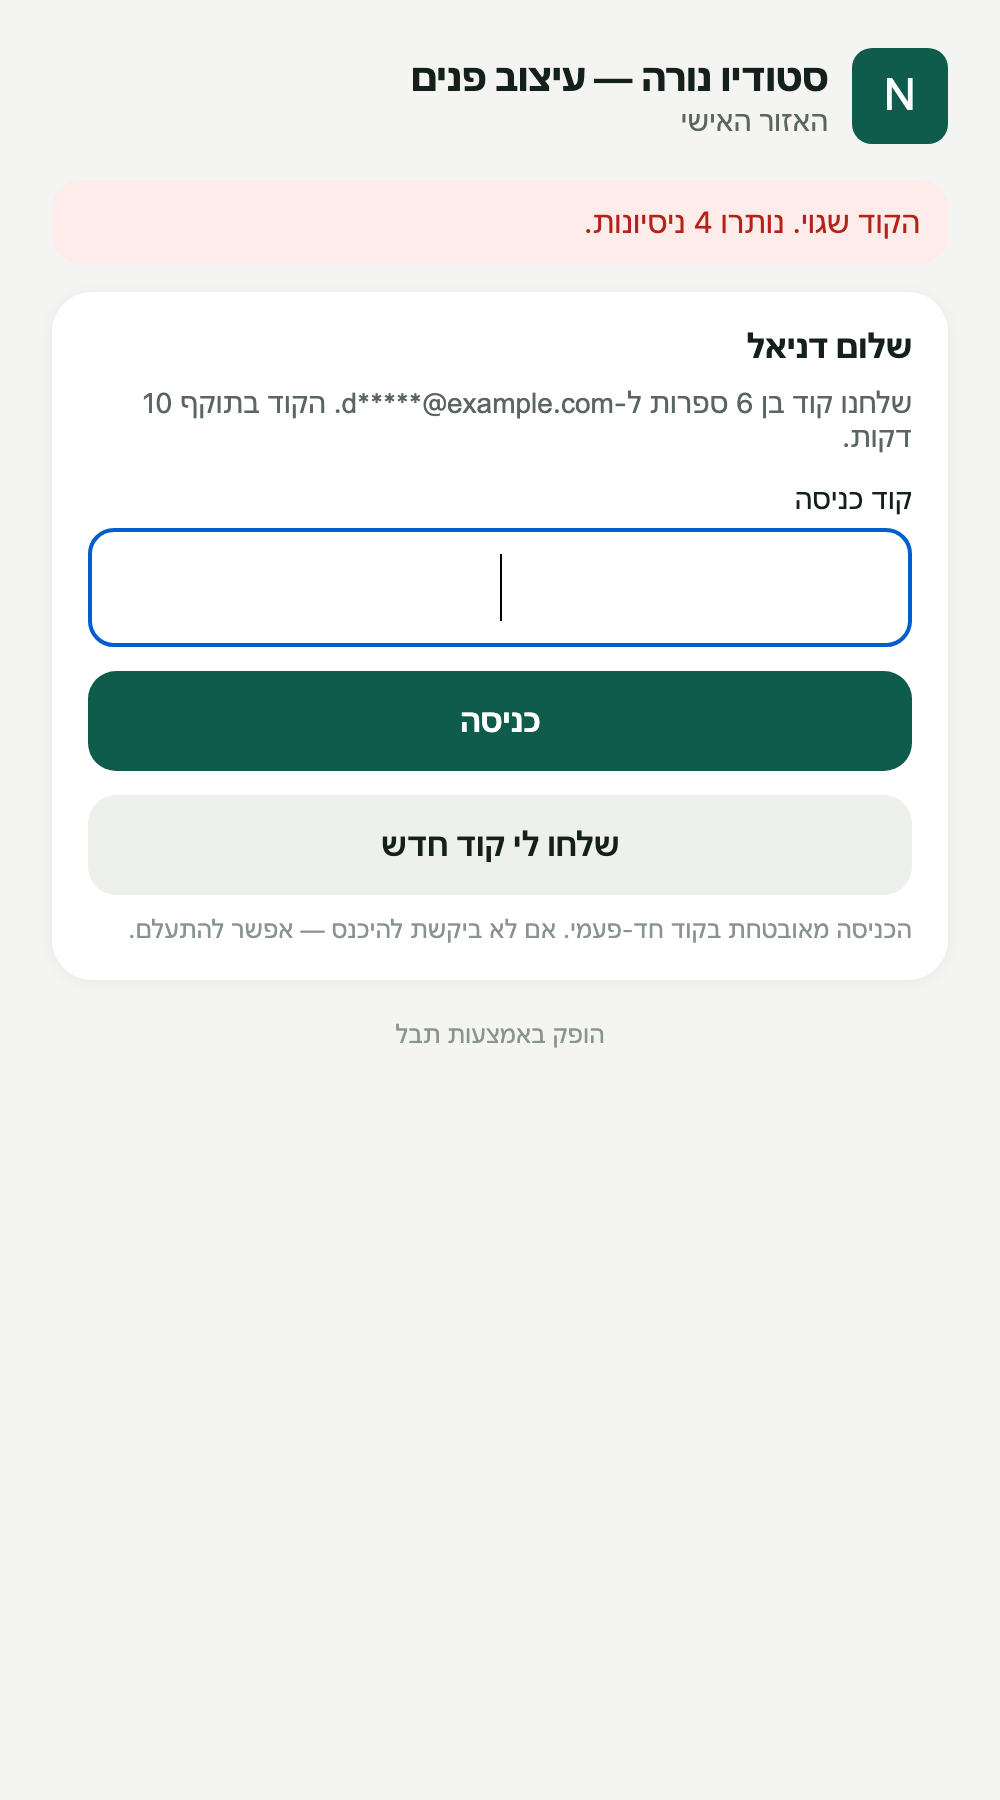 N
סטודיו נורה — עיצוב פנים
האזור האישי
הקוד שגוי. נותרו 4 ניסיונות.
שלום דניאל
שלחנו קוד בן 6 ספרות ל-d*****@example.com. הקוד בתוקף 10
דקות.
קוד כניסה
כניסה
שלחו לי קוד חדש
הכניסה מאובטחת בקוד חד-פעמי. אם לא ביקשת להיכנס — אפשר להתעלם.
הופק באמצעות תבל